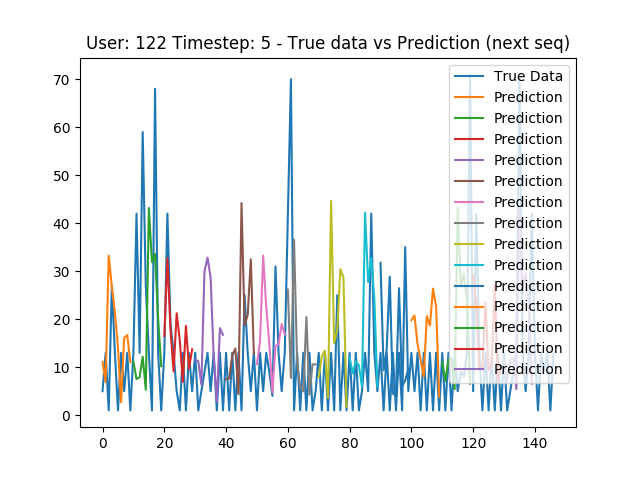 User: 122 Timestep: 5 - True data vs Prediction (next seq)
70
60
50
40
30
20
10
0
0
20
40
60
80
100
120
140
True Data
Prediction
Prediction
Prediction
Prediction
Prediction
Prediction
Prediction
Prediction
Prediction
Prediction
Prediction
Prediction
Prediction
Prediction